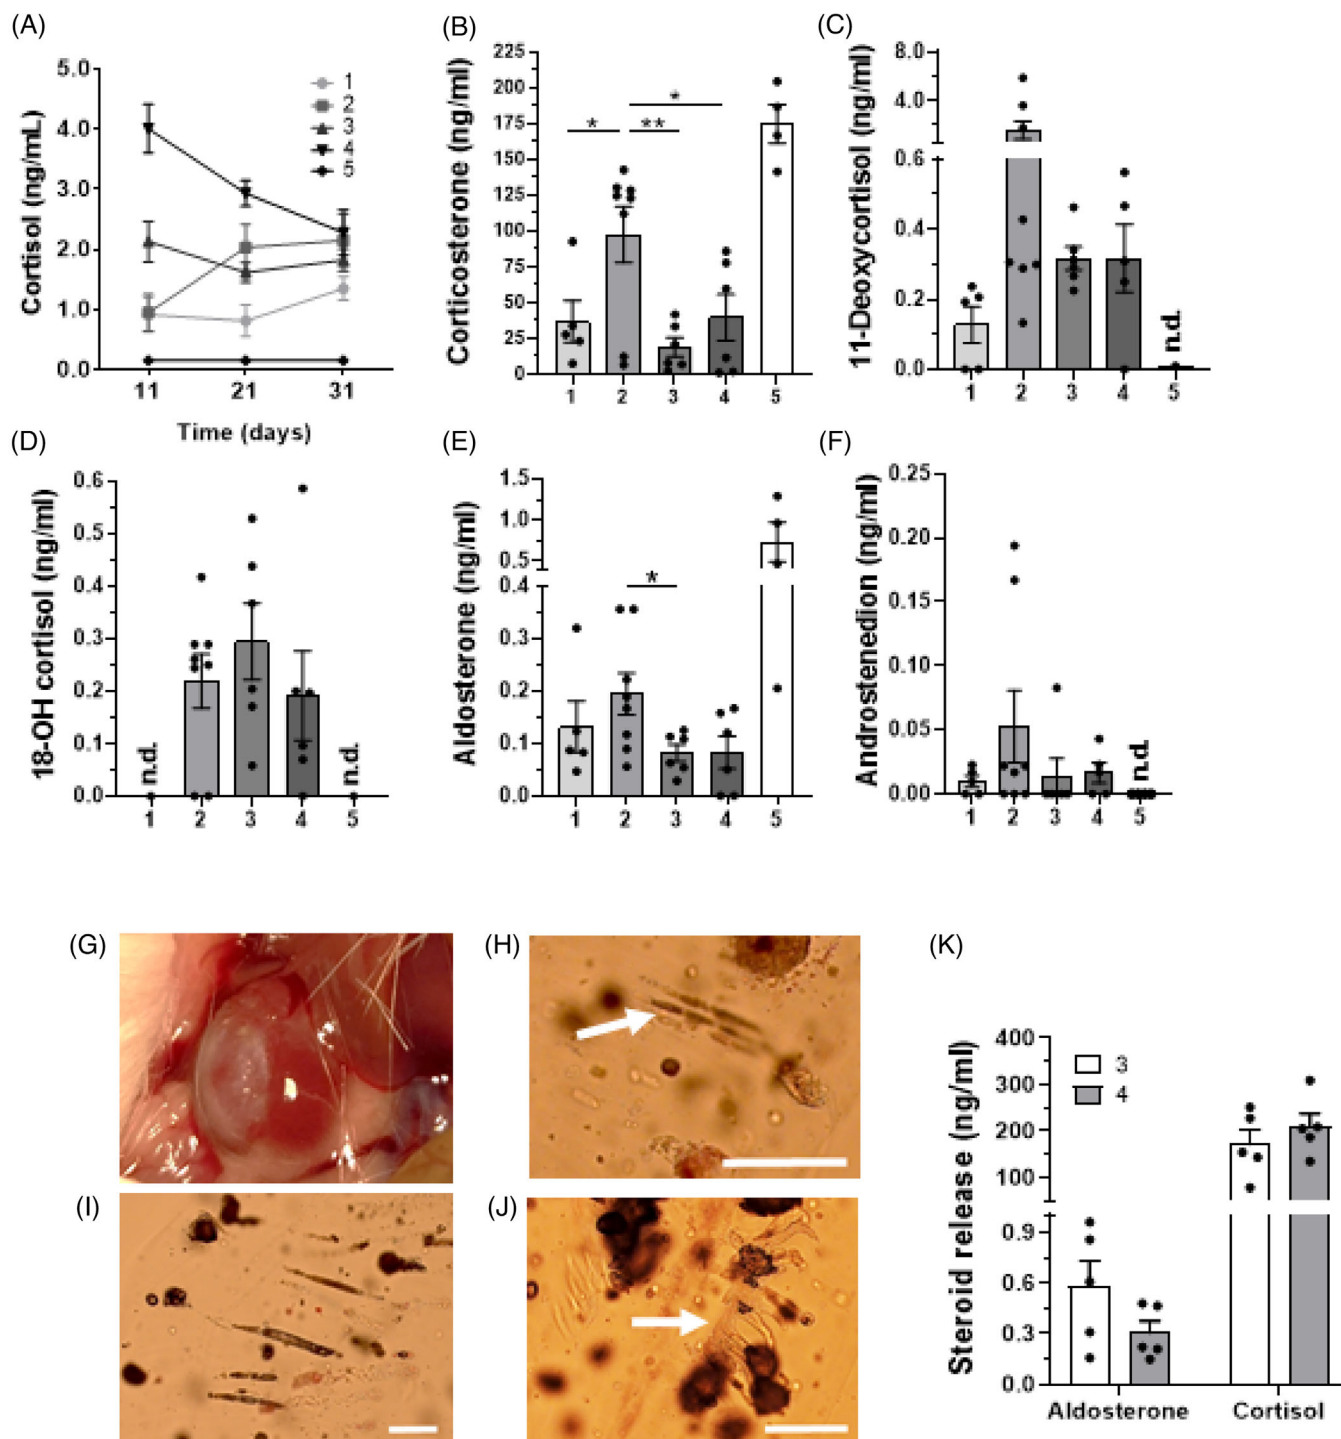 (A)
Cortisol (ng/mL)
5.0
4.0
3.0
2.0
1.0
0.0
1
2
3
4
5
11 21 31
Time (days)
(B)
Corticosterone (ng/ml)
225
200
175
150
125
100
75
50
25
0
*
* **
1 2 3 4 5
(C)
11-Deoxycortisol (ng/ml)
8.0
4.0
0.6
0.4
0.2
0.0
n.d.
1 2 3 4 5
(D)
18-OH cortisol (ng/ml)
0.6
0.5
0.4
0.3
0.2
0.1
0.0
n.d. n.d.
1 2 3 4 5
(E)
Aldosterone (ng/ml)
1.5
1.0
0.5
0.4
0.3
0.2
0.1
0.0
*
1 2 3 4 5
(F)
Androstenedion (ng/ml)
0.25
0.20
0.15
0.10
0.05
0.00
n.d.
1 2 3 4 5
(G)
(H)
(I)
(J)
(K)
Steroid release (ng/ml)
400
300
200
100
0.9
0.6
0.3
0.0
3
4
Aldosterone Cortisol